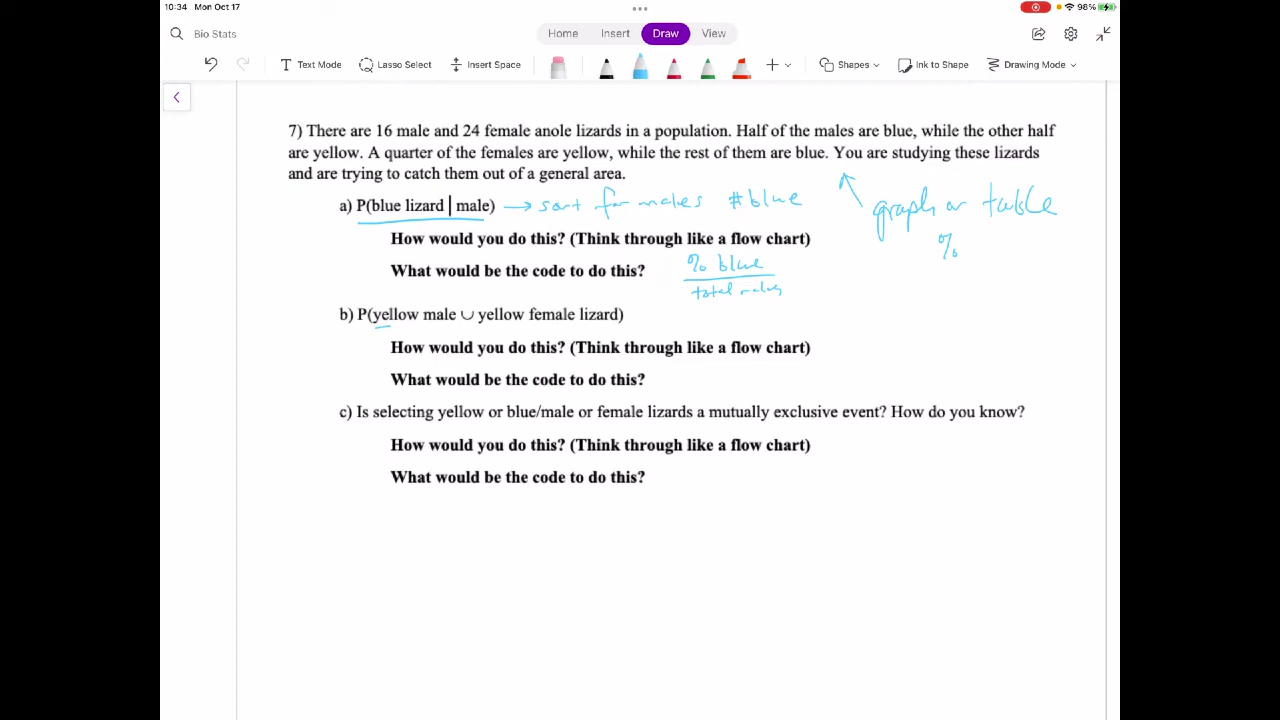 10:34 Mon Oct 17
98%
Bio Stats
Home Insert Draw View
Text Mode Lasso Select Insert Space Shapes Ink to Shape Drawing Mode
7) There are 16 male and 24 female anole lizards in a population. Half of the males are blue, while the other half
are yellow. A quarter of the females are yellow, while the rest of them are blue. You are studying these lizards
and are trying to catch them out of a general area.
a) P(blue lizard | male) → sort for males #blue
graph or table
%
How would you do this? (Think through like a flow chart)
What would be the code to do this?
% blue
total males
b) P(yellow male ∪ yellow female lizard)
How would you do this? (Think through like a flow chart)
What would be the code to do this?
c) Is selecting yellow or blue/male or female lizards a mutually exclusive event? How do you know?
How would you do this? (Think through like a flow chart)
What would be the code to do this?